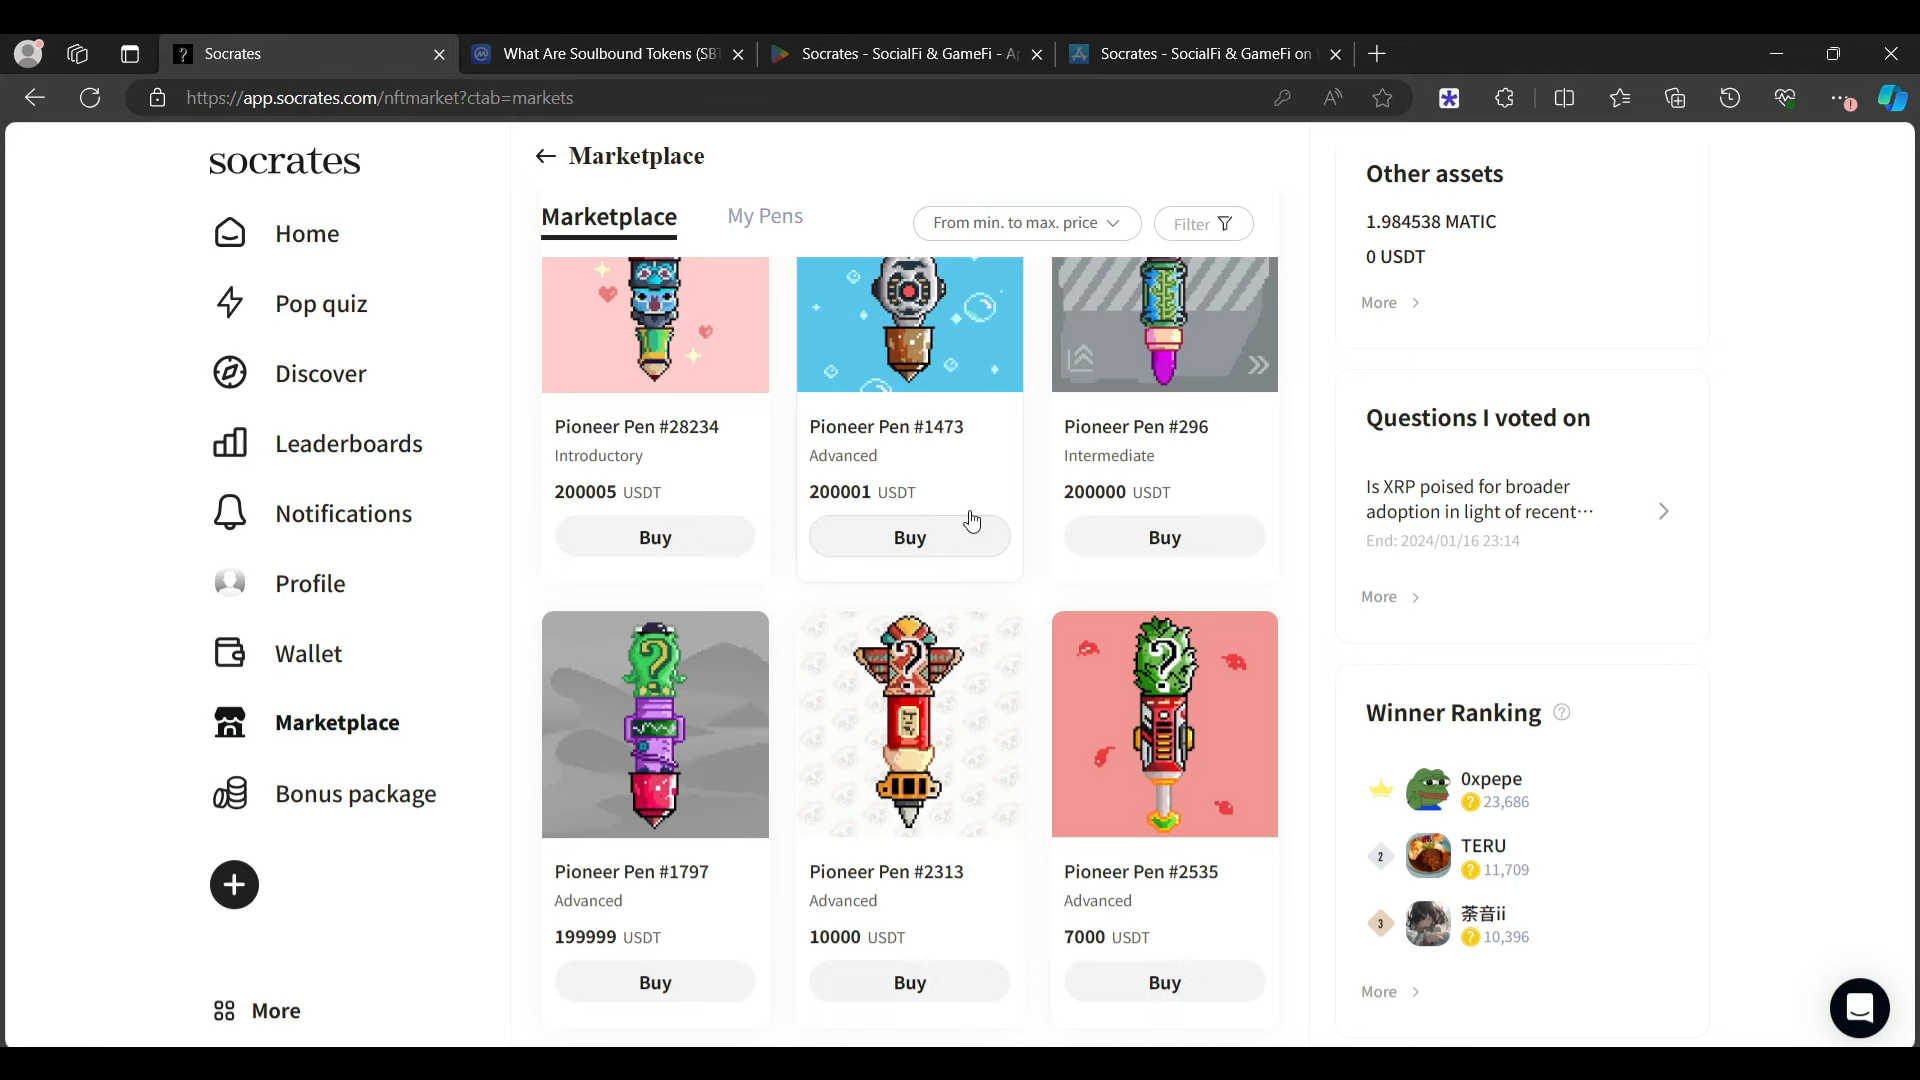 Socrates
What Are Soulbound Tokens (SBT
Socrates - SocialFi & GameFi - Ap
Socrates - SocialFi & GameFi on t
https://app.socrates.com/nftmarket?ctab=markets
socrates
Home
Pop quiz
Discover
Leaderboards
Notifications
Profile
Wallet
Marketplace
Bonus package
More
Marketplace
Marketplace
My Pens
From min. to max. price
Filter
Pioneer Pen #28234
Introductory
200005 USDT
Buy
Pioneer Pen #1473
Advanced
200001 USDT
Buy
Pioneer Pen #296
Intermediate
200000 USDT
Buy
Pioneer Pen #1797
Advanced
199999 USDT
Buy
Pioneer Pen #2313
Advanced
10000 USDT
Buy
Pioneer Pen #2535
Advanced
7000 USDT
Buy
Other assets
1.984538 MATIC
0 USDT
More
Questions I voted on
Is XRP poised for broader
adoption in light of recent···
End: 2024/01/16 23:14
More
Winner Ranking
0xpepe
23,686
2
TERU
11,709
3
茶音ii
10,396
More